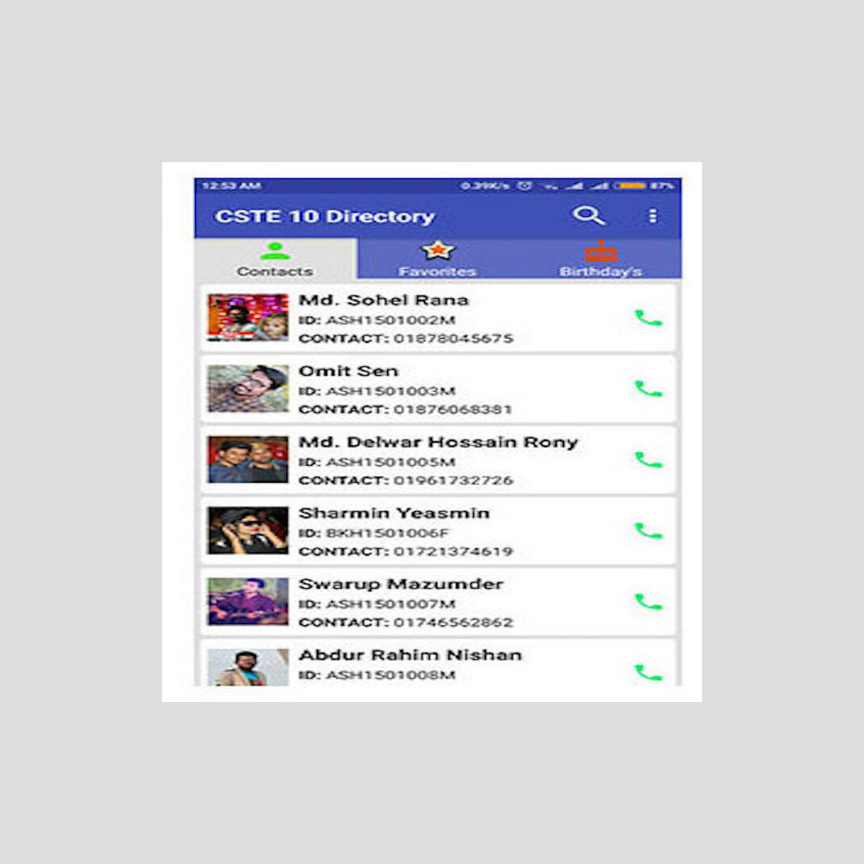 12:53 AM 0.39K/s 87%
CSTE 10 Directory
Contacts Favorites Birthday's
Md. Sohel Rana
ID: ASH1501002M
CONTACT: 01878045675
Omit Sen
ID: ASH1501003M
CONTACT: 01876068381
Md. Delwar Hossain Rony
ID: ASH1501005M
CONTACT: 01961732726
Sharmin Yeasmin
ID: BKH1501006F
CONTACT: 01721374619
Swarup Mazumder
ID: ASH1501007M
CONTACT: 01746562862
Abdur Rahim Nishan
ID: ASH1501008M